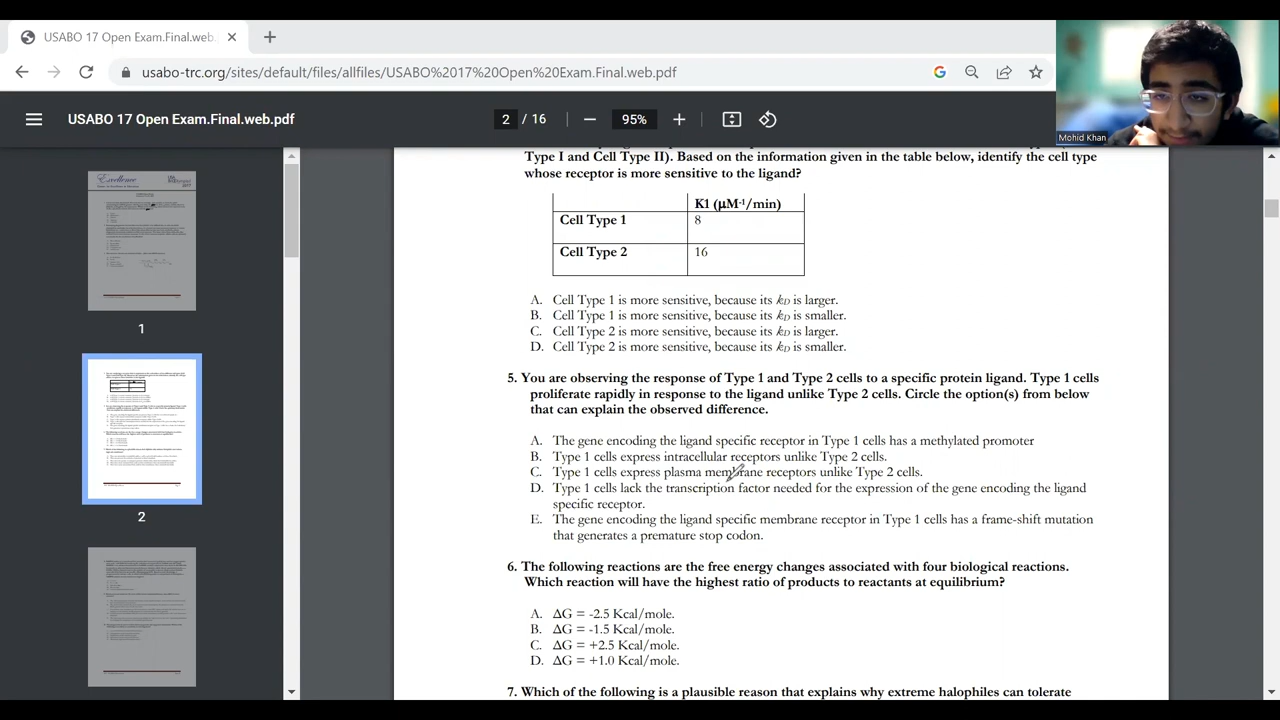 USABO 17 Open Exam.Final.web.
usabo-trc.org/sites/default/files/allfiles/USABO%2017%20Open%20Exam.Final.web.pdf
USABO 17 Open Exam.Final.web.pdf
2 / 16
95%
Mohid Khan
1
2
Type I and Cell Type II). Based on the information given in the table below, identify the cell type
whose receptor is more sensitive to the ligand?
K1 (µM-1/min)
Cell Type 1 8
Cell Type 2 16
A. Cell Type 1 is more sensitive, because its kD is larger.
B. Cell Type 1 is more sensitive, because its kD is smaller.
C. Cell Type 2 is more sensitive, because its kD is larger.
D. Cell Type 2 is more sensitive, because its kD is smaller.
5. You are observing the response of Type 1 and Type 2 cells to a specific protein ligand. Type 1 cells
proliferate rapidly in response to the ligand unlike Type 2 cells. Circle the option(s) from below
that can explain the observed difference.
A. The gene encoding the ligand specific receptor in Type 1 cells has a methylated promoter
B. Type 1 cells express intracellular receptors unlike Type 2 cells.
C. Type 1 cells express plasma membrane receptors unlike Type 2 cells.
D. Type 1 cells lack the transcription factor needed for the expression of the gene encoding the ligand
specific receptor.
E. The gene encoding the ligand specific membrane receptor in Type 1 cells has a frame-shift mutation
that generates a premature stop codon.
6. The following reactions are the free energy changes associated with four biological reactions.
Which reaction will have the highest ratio of products to reactants at equilibrium?
A. ΔG = -2.5 Kcal/mole.
B. ΔG = -1.5 Kcal/mole.
C. ΔG = +2.5 Kcal/mole.
D. ΔG = +1.0 Kcal/mole.
7. Which of the following is a plausible reason that explains why extreme halophiles can tolerate